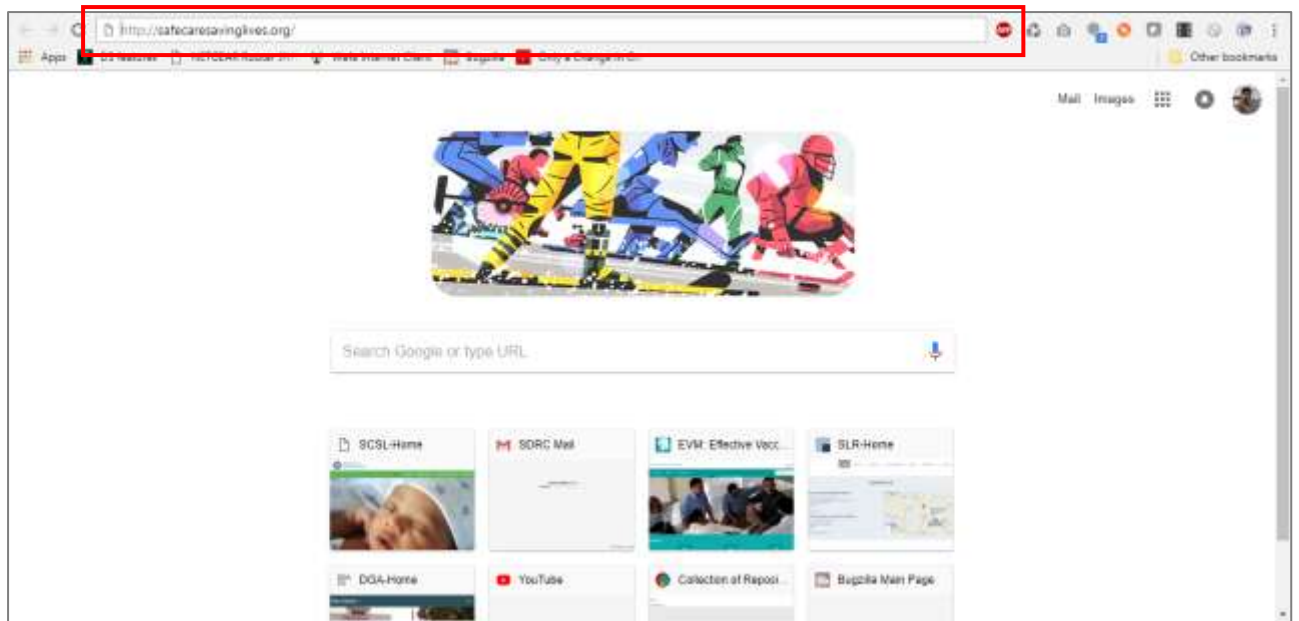 http://safecaresavinglives.org/
Apps Bugzilla Other bookmarks
Mail Images
Search Google or type URL
SCSL-Home SDRC Mail EVM: Effective Vacc... SLR-Home
DGA-Home YouTube Collection of Reposi... Bugzilla Main Page